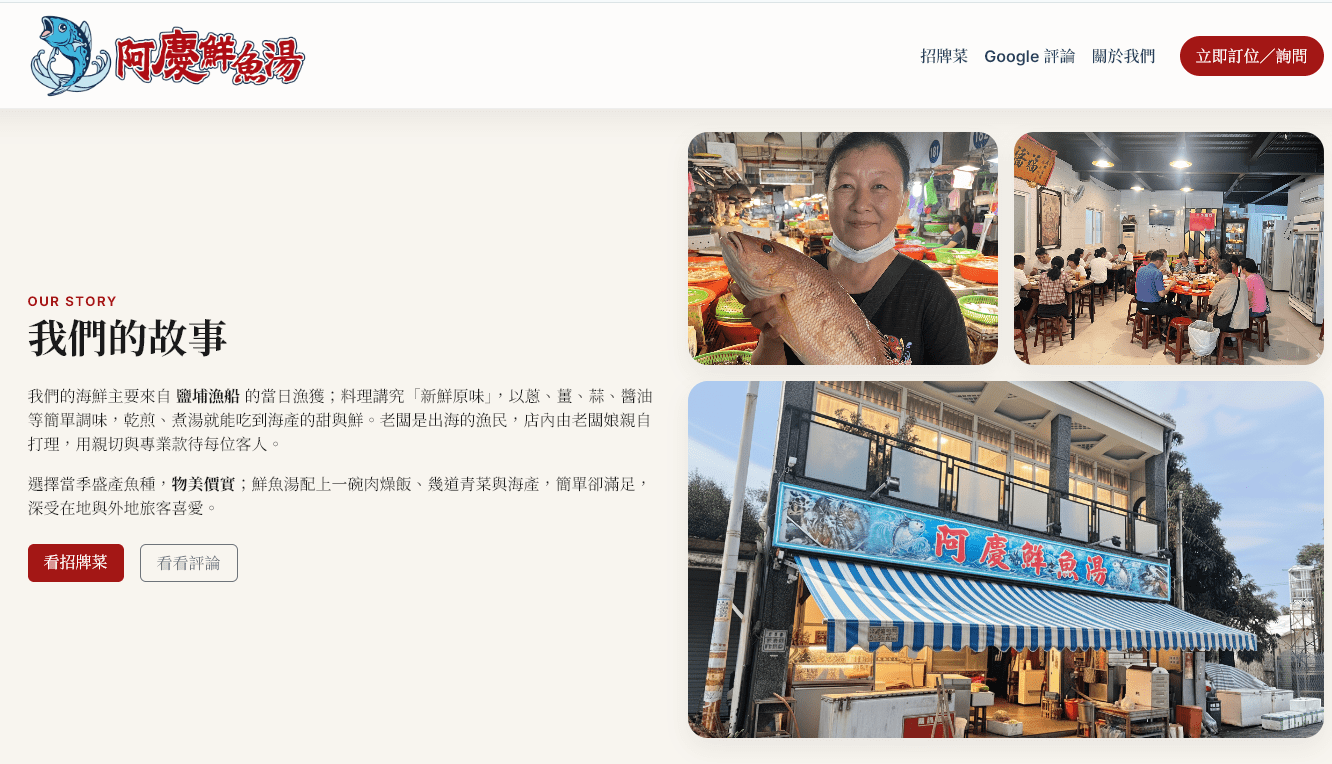 阿慶鮮魚湯
招牌菜 Google 評論 關於我們 立即訂位／詢問
OUR STORY
我們的故事
我們的海鮮主要來自 鹽埔漁船 的當日漁獲；料理講究「新鮮原味」，以蔥、薑、蒜、醬油
等簡單調味，乾煎、煮湯就能吃到海產的甜與鮮。老闆是出海的漁民，店內由老闆娘親自
打理，用親切與專業款待每位客人。
選擇當季盛產魚種，物美價實；鮮魚湯配上一碗肉燥飯、幾道青菜與海產，簡單卻滿足，
深受在地與外地旅客喜愛。
看招牌菜 看看評論
181
阿慶鮮魚湯